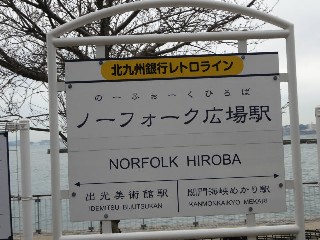 北九州銀行レトロライン
のーふぉーくひろば
ノーフォーク広場駅
NORFOLK HIROBA
出光美術館駅 関門海峡めかり駅
IDEMITSU BIJUTSUKAN KANMONKAIKYO MEKARI